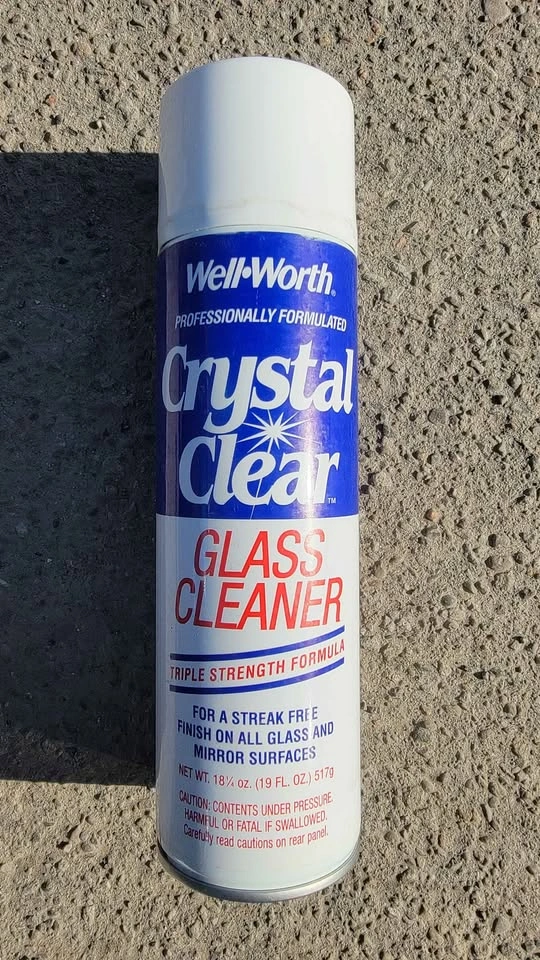 Well•Worth®
PROFESSIONALLY FORMULATED
Crystal
Clear™
GLASS
CLEANER
TRIPLE STRENGTH FORMULA
FOR A STREAK FREE
FINISH ON ALL GLASS AND
MIRROR SURFACES
NET WT. 18¼ oz. (19 FL. OZ.) 517g
CAUTION: CONTENTS UNDER PRESSURE.
HARMFUL OR FATAL IF SWALLOWED.
Carefully read cautions on rear panel.